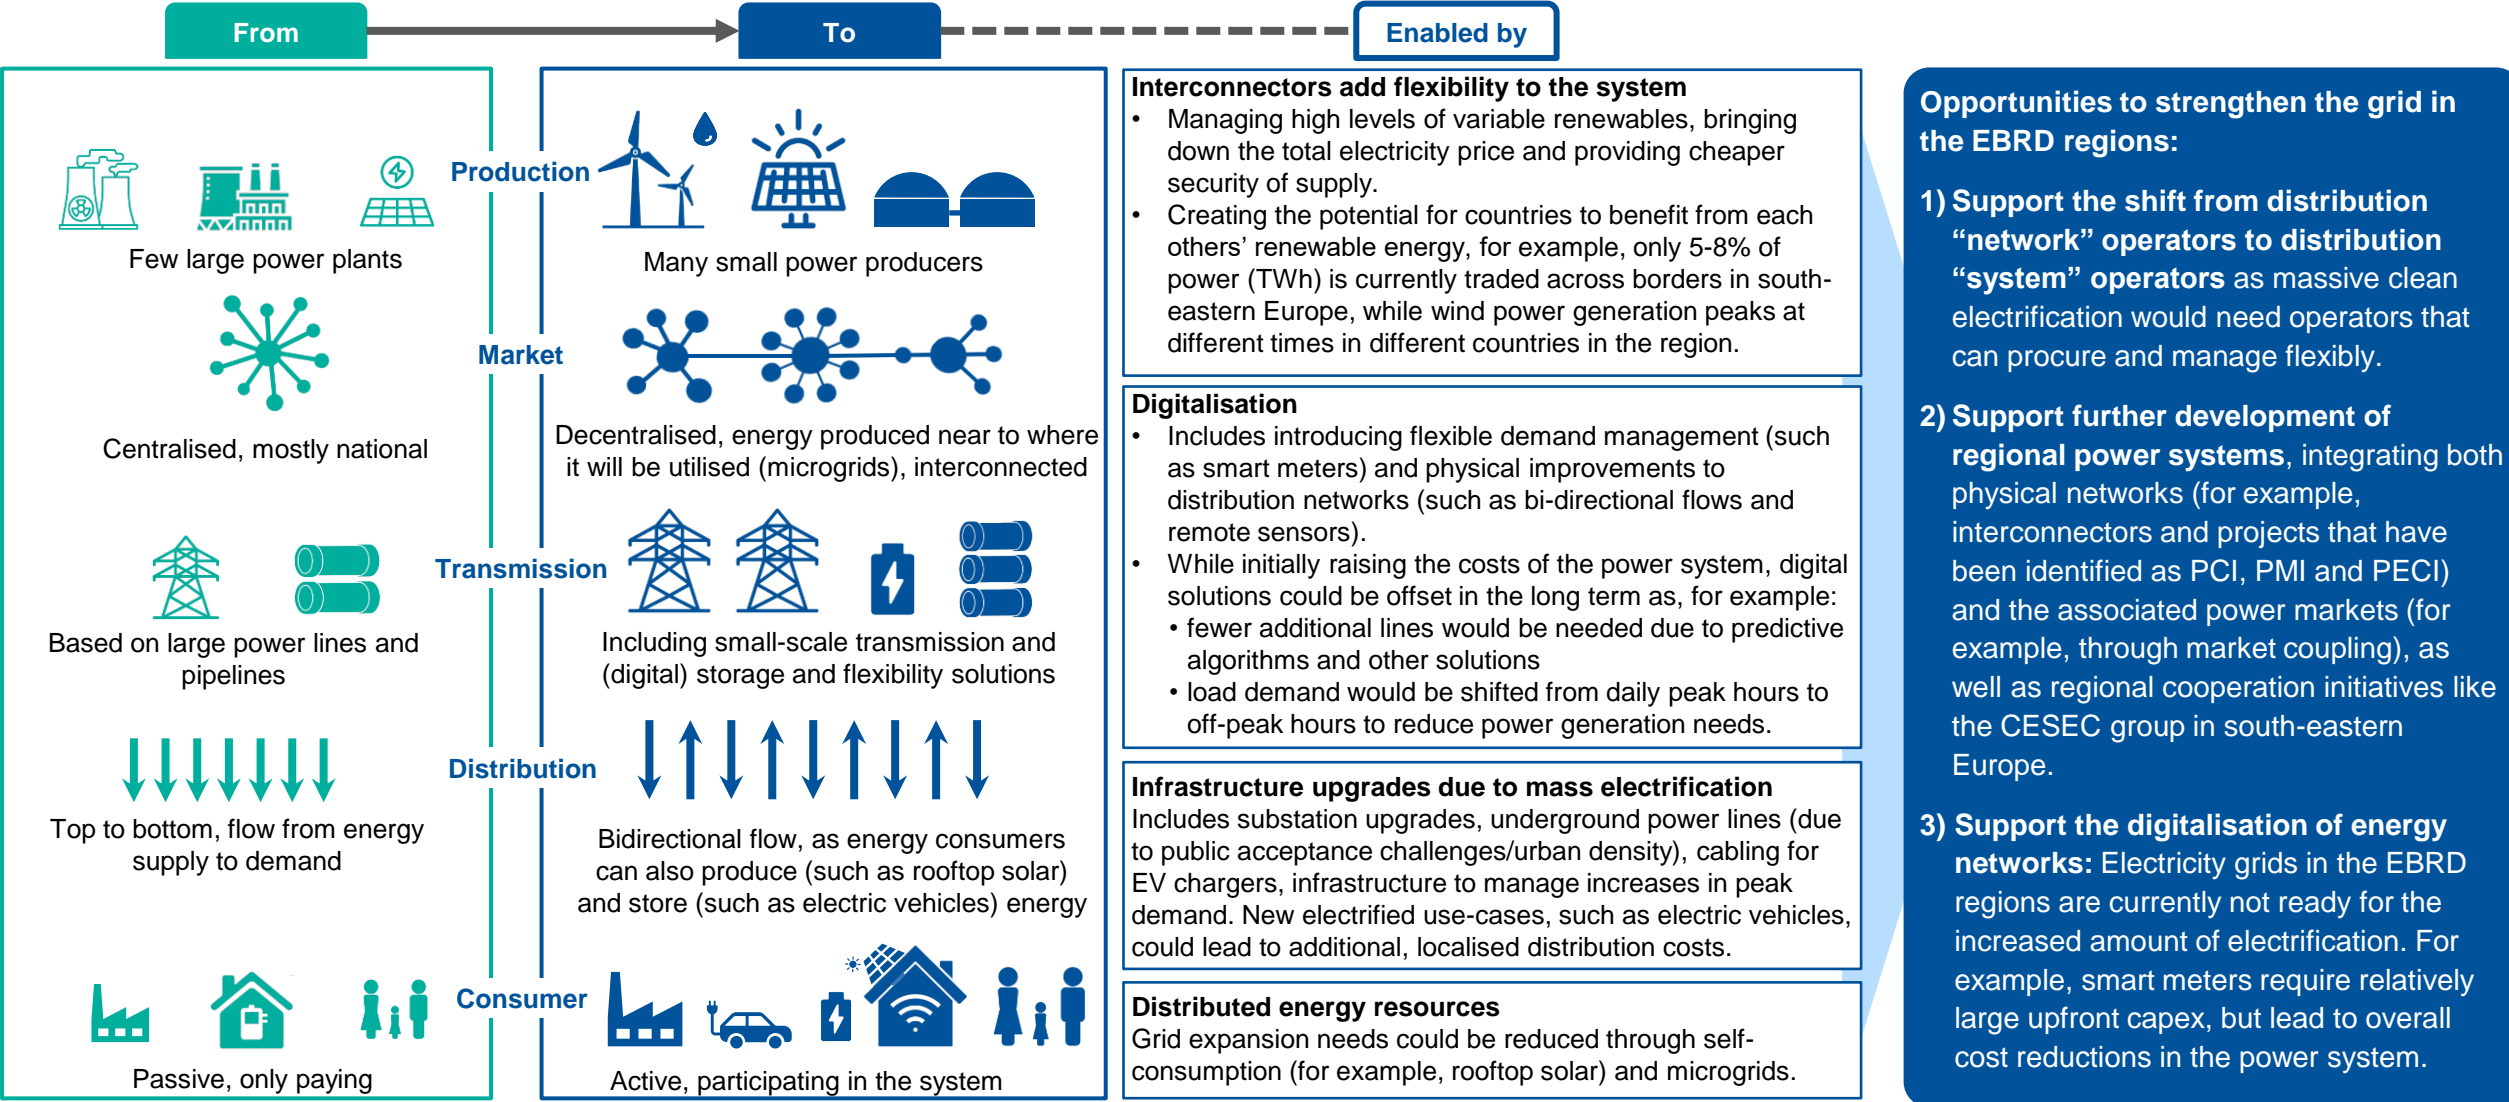 From
To
Enabled by
Production
Few large power plants
Many small power producers
Market
Centralised, mostly national
Decentralised, energy produced near to where
it will be utilised (microgrids), interconnected
Transmission
Based on large power lines and
pipelines
Including small-scale transmission and
(digital) storage and flexibility solutions
Distribution
Top to bottom, flow from energy
supply to demand
Bidirectional flow, as energy consumers
can also produce (such as rooftop solar)
and store (such as electric vehicles) energy
Consumer
Passive, only paying
Active, participating in the system
Interconnectors add flexibility to the system
• Managing high levels of variable renewables, bringing
down the total electricity price and providing cheaper
security of supply.
• Creating the potential for countries to benefit from each
others’ renewable energy, for example, only 5-8% of
power (TWh) is currently traded across borders in south-
eastern Europe, while wind power generation peaks at
different times in different countries in the region.
Digitalisation
• Includes introducing flexible demand management (such
as smart meters) and physical improvements to
distribution networks (such as bi-directional flows and
remote sensors).
• While initially raising the costs of the power system, digital
solutions could be offset in the long term as, for example:
• fewer additional lines would be needed due to predictive
algorithms and other solutions
• load demand would be shifted from daily peak hours to
off-peak hours to reduce power generation needs.
Infrastructure upgrades due to mass electrification
Includes substation upgrades, underground power lines (due
to public acceptance challenges/urban density), cabling for
EV chargers, infrastructure to manage increases in peak
demand. New electrified use-cases, such as electric vehicles,
could lead to additional, localised distribution costs.
Distributed energy resources
Grid expansion needs could be reduced through self-
consumption (for example, rooftop solar) and microgrids.
Opportunities to strengthen the grid in
the EBRD regions:
1) Support the shift from distribution
“network” operators to distribution
“system” operators as massive clean
electrification would need operators that
can procure and manage flexibly.
2) Support further development of
regional power systems, integrating both
physical networks (for example,
interconnectors and projects that have
been identified as PCI, PMI and PECI)
and the associated power markets (for
example, through market coupling), as
well as regional cooperation initiatives like
the CESEC group in south-eastern
Europe.
3) Support the digitalisation of energy
networks: Electricity grids in the EBRD
regions are currently not ready for the
increased amount of electrification. For
example, smart meters require relatively
large upfront capex, but lead to overall
cost reductions in the power system.